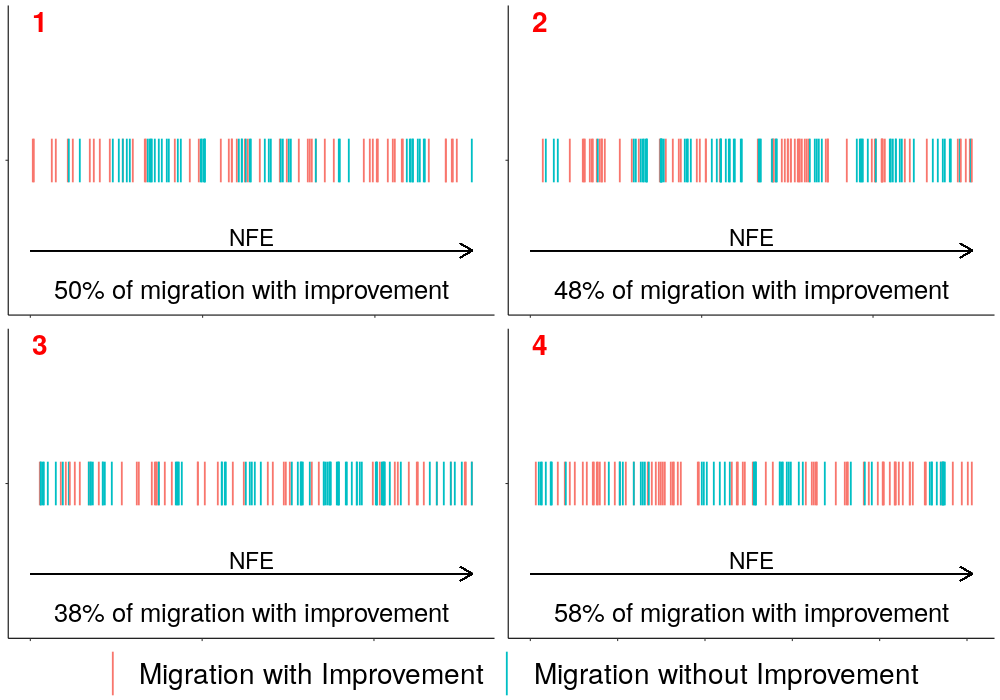 1
NFE
50% of migration with improvement
2
NFE
48% of migration with improvement
3
NFE
38% of migration with improvement
4
NFE
58% of migration with improvement
Migration with Improvement
Migration without Improvement